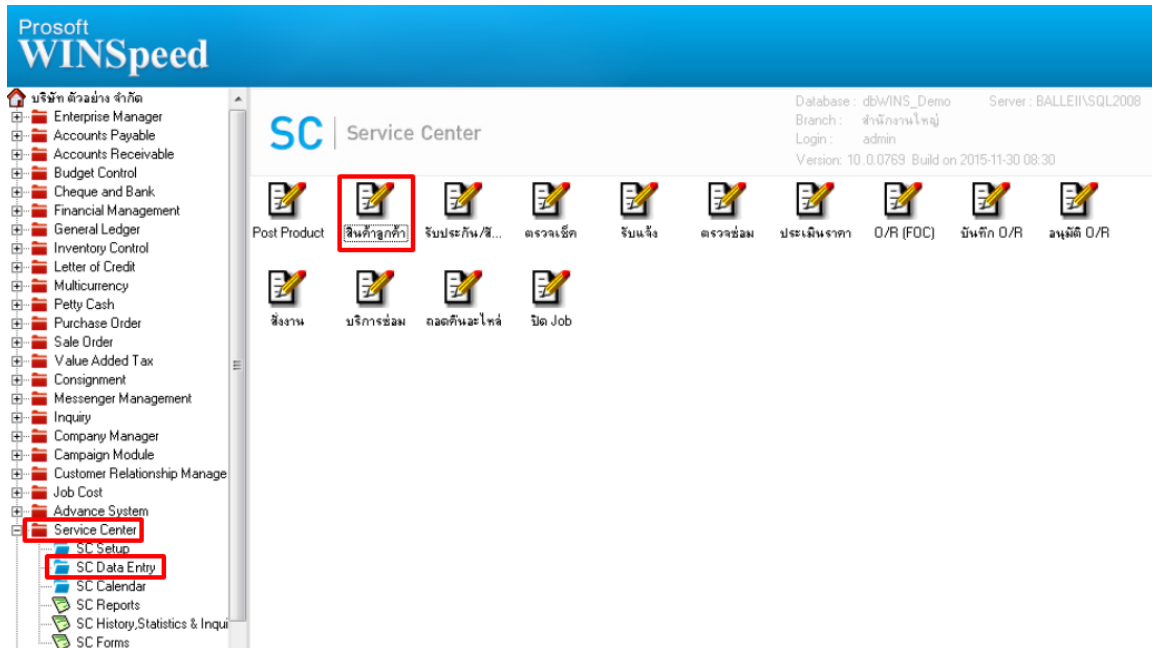 Prosoft
WINSpeed
บริษัท ตัวอย่าง จำกัด
Enterprise Manager
Accounts Payable
Accounts Receivable
Budget Control
Cheque and Bank
Financial Management
General Ledger
Inventory Control
Letter of Credit
Multicurrency
Petty Cash
Purchase Order
Sale Order
Value Added Tax
Consignment
Messenger Management
Inquiry
Company Manager
Campaign Module
Customer Relationship Manage
Job Cost
Advance System
Service Center
SC Setup
SC Data Entry
SC Calendar
SC Reports
SC History,Statistics & Inqui
SC Forms
SC Service Center
Database : dbWINS_Demo Server : BALLEII\SQL2008
Branch : สำนักงานใหญ่
Login : admin
Version: 10.0.0769 Build on 2015-11-30 08:30
Post Product สินค้าลูกค้า รับประกัน/สั... ตรวจเช็ค รับแจ้ง ตรวจซ่อม ประเมินราคา O/R (FOC) บันทึก O/R อนุมัติ O/R
สั่งงาน บริการซ่อม ถอดคืนอะไหล่ ปิด Job